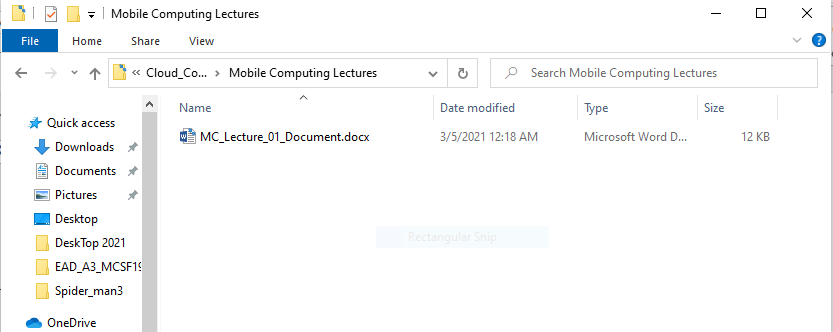 Mobile Computing Lectures
File Home Share View
Cloud_Co... Mobile Computing Lectures Search Mobile Computing Lectures
Name Date modified Type Size
Quick access
MC_Lecture_01_Document.docx 3/5/2021 12:18 AM Microsoft Word D... 12 KB
Downloads
Documents
Pictures
Desktop
DeskTop 2021
EAD_A3_MCSF19
Spider_man3
OneDrive
Rectangular Snip